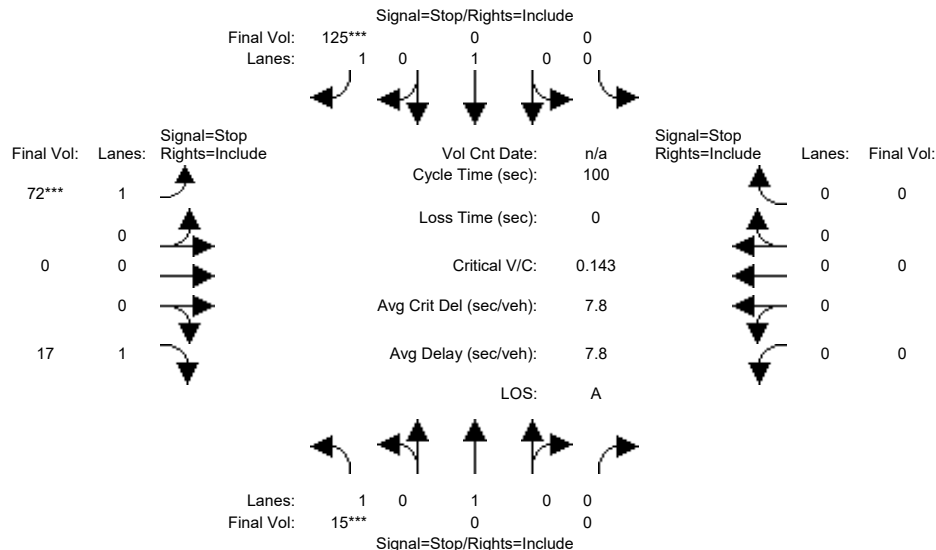 Signal=Stop/Rights=Include
Final Vol: 125*** 0 0
Lanes: 1 0 1 0 0
Signal=Stop
Final Vol: Lanes: Rights=Include
Vol Cnt Date: n/a
Signal=Stop
Rights=Include Lanes: Final Vol:
Cycle Time (sec): 100
72*** 1
0 0
Loss Time (sec): 0
0
0
0 0
Critical V/C: 0.143
0 0
0
Avg Crit Del (sec/veh): 7.8
0
17 1
Avg Delay (sec/veh): 7.8
0 0
LOS: A
Lanes: 1 0 1 0 0
Final Vol: 15*** 0 0
Signal=Stop/Rights=Include